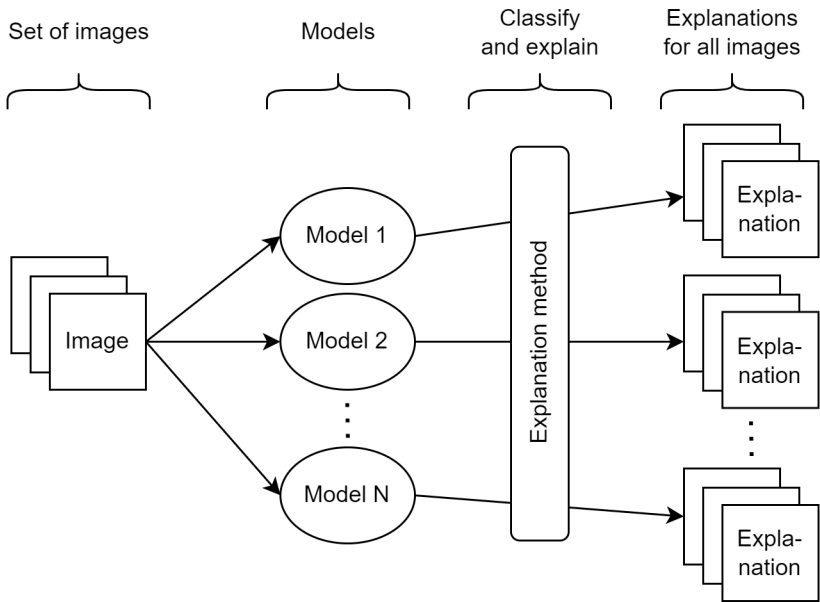 Set of images
Models
Classify
and explain
Explanations
for all images
Image
Model 1
Model 2
Model N
Explanation method
Expla-
nation
Expla-
nation
Expla-
nation